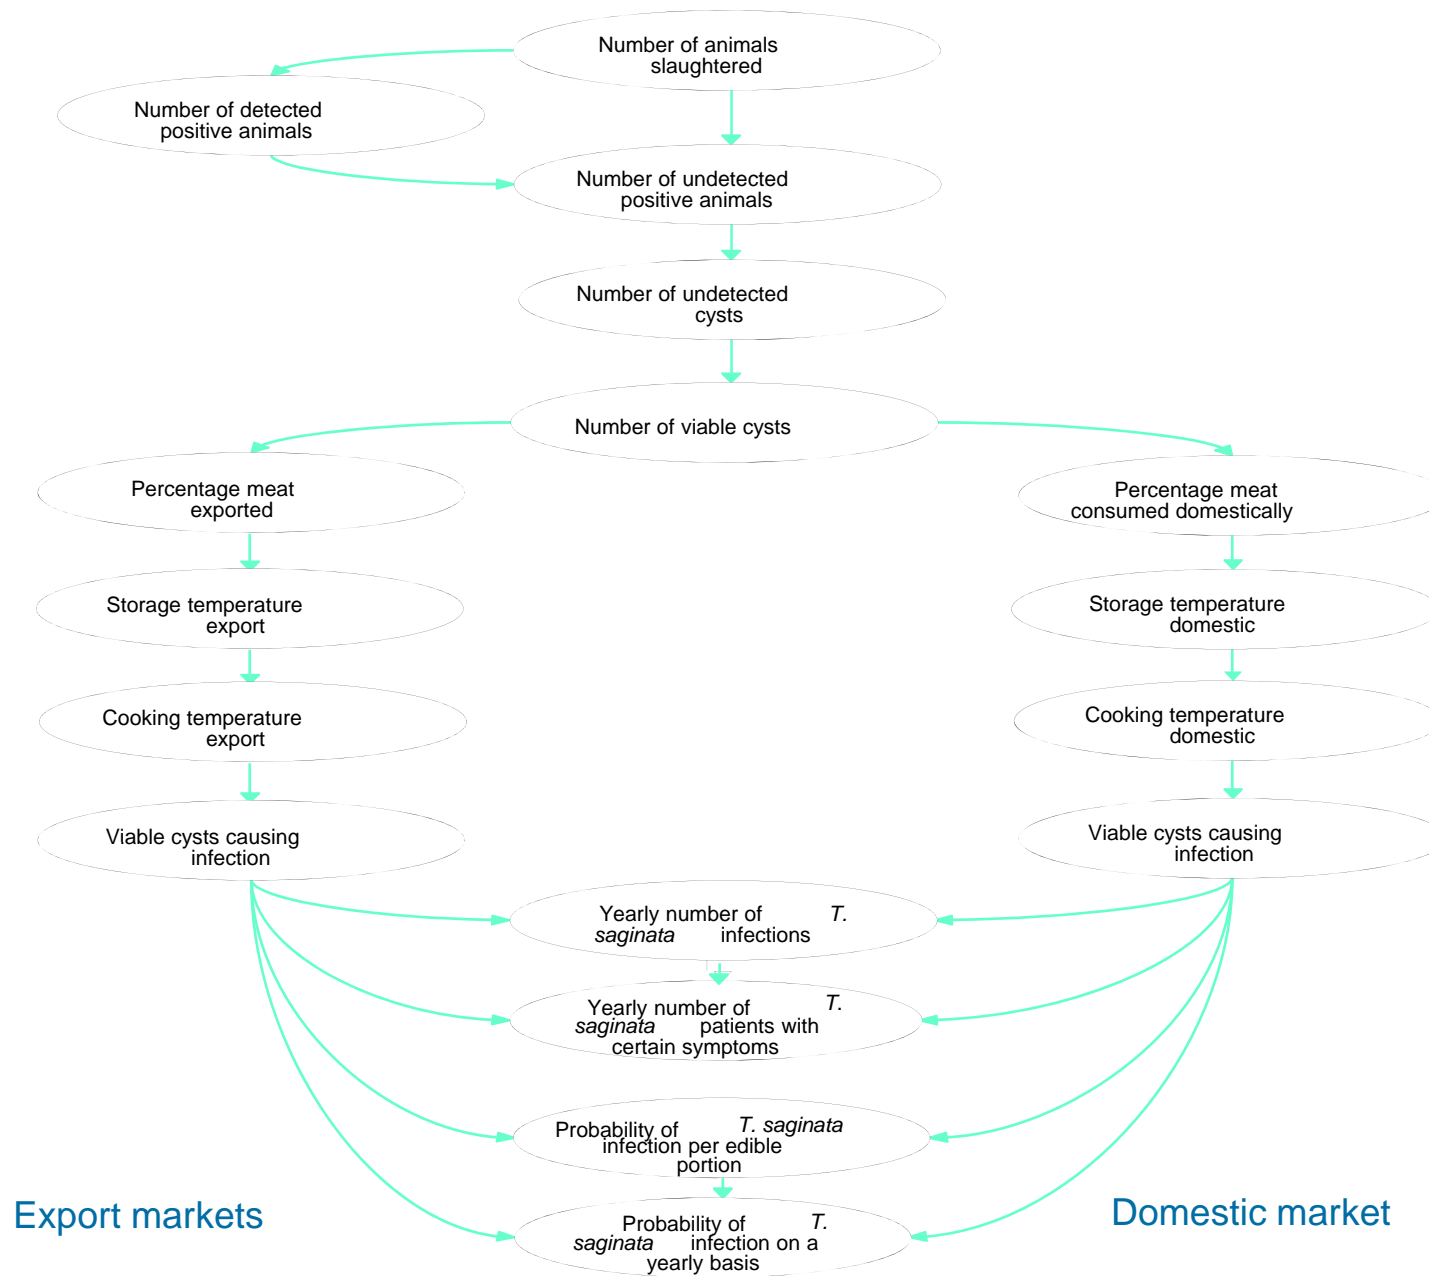 Number of animals
slaughtered
Number of detected
positive animals
Number of undetected
positive animals
Number of undetected
cysts
Number of viable cysts
Percentage meat
exported
Percentage meat
consumed domestically
Storage temperature
export
Storage temperature
domestic
Cooking temperature
export
Cooking temperature
domestic
Viable cysts causing
infection
Viable cysts causing
infection
Yearly number of T.
saginata infections
Yearly number of T.
saginata patients with
certain symptoms
Probability of T. saginata
infection per edible
portion
Export markets
Domestic market
Probability of T.
saginata infection on a
yearly basis